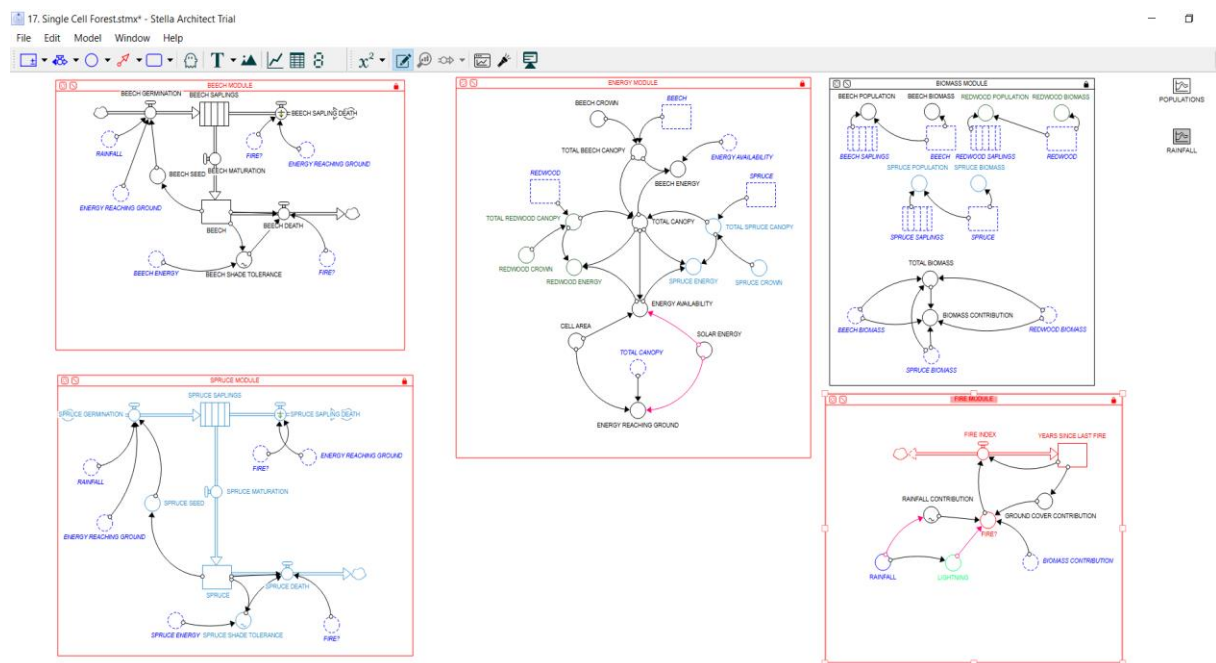 17. Single Cell Forest.stmx* - Stella Architect Trial
File Edit Model Window Help
BEECH MODULE
BEECH GERMINATION
BEECH SAPLINGS
BEECH SAPLING DEATH
RAINFALL
FIRE?
ENERGY REACHING GROUND
BEECH SEED
BEECH MATURATION
ENERGY REACHING GROUND
BEECH
BEECH DEATH
BEECH ENERGY
BEECH SHADE TOLERANCE
FIRE?
SPRUCE MODULE
SPRUCE SAPLINGS
SPRUCE GERMINATION
SPRUCE SAPLING DEATH
ENERGY REACHING GROUND
FIRE?
RAINFALL
SPRUCE MATURATION
SPRUCE SEED
ENERGY REACHING GROUND
SPRUCE DEATH
SPRUCE
SPRUCE ENERGY
SPRUCE SHADE TOLERANCE
FIRE?
ENERGY MODULE
BEECH CROWN
BEECH
TOTAL BEECH CANOPY
ENERGY AVAILABILITY
REDWOOD
BEECH ENERGY
SPRUCE
TOTAL REDWOOD CANOPY
TOTAL CANOPY
TOTAL SPRUCE CANOPY
REDWOOD CROWN
REDWOOD ENERGY
SPRUCE ENERGY
SPRUCE CROWN
ENERGY AVAILABILITY
CELL AREA
SOLAR ENERGY
TOTAL CANOPY
ENERGY REACHING GROUND
BIOMASS MODULE
BEECH POPULATION
BEECH BIOMASS
REDWOOD POPULATION
REDWOOD BIOMASS
BEECH SAPLINGS
BEECH
REDWOOD SAPLINGS
REDWOOD
SPRUCE POPULATION
SPRUCE BIOMASS
SPRUCE SAPLINGS
SPRUCE
TOTAL BIOMASS
BIOMASS CONTRIBUTION
BEECH BIOMASS
REDWOOD BIOMASS
SPRUCE BIOMASS
FIRE MODULE
FIRE INDEX
YEARS SINCE LAST FIRE
RAINFALL CONTRIBUTION
GROUND COVER CONTRIBUTION
FIRE?
RAINFALL
LIGHTNING
BIOMASS CONTRIBUTION
POPULATIONS
RAINFALL